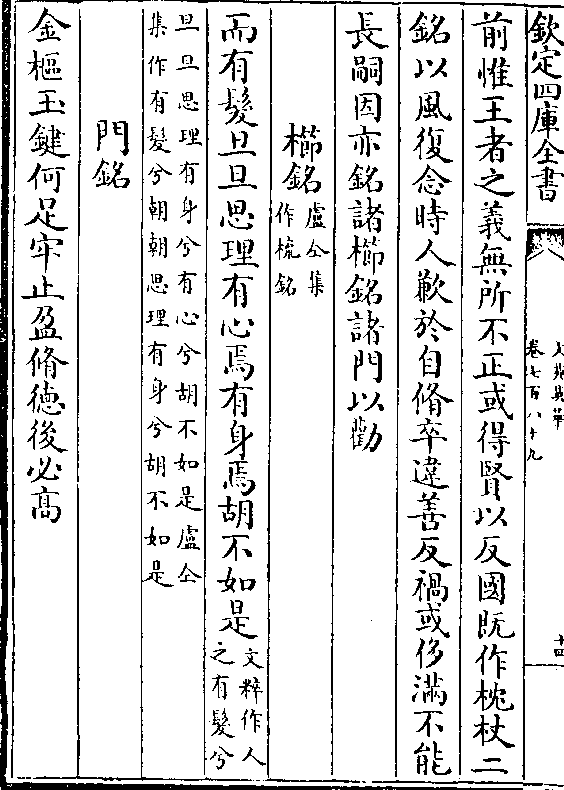 欽定四庫全書
文苑英華
卷七百八十九
十四
前惟王者之義無所不正或得賢以反國既作枕杖二
銘以風復念時人歉於自脩卒違善反禍或侈滿不能
長嗣因亦銘諸櫛銘諸門以勸
櫛銘盧仝集
作梳銘
而有髮旦旦思理有心焉有身焉胡不如是文粹作人
之有髮兮
旦旦思理有身兮有心兮胡不如是盧仝
集作有髮兮朝朝思理有身兮胡不如是
門銘
金樞玉鍵何足牢止盈脩德後必高